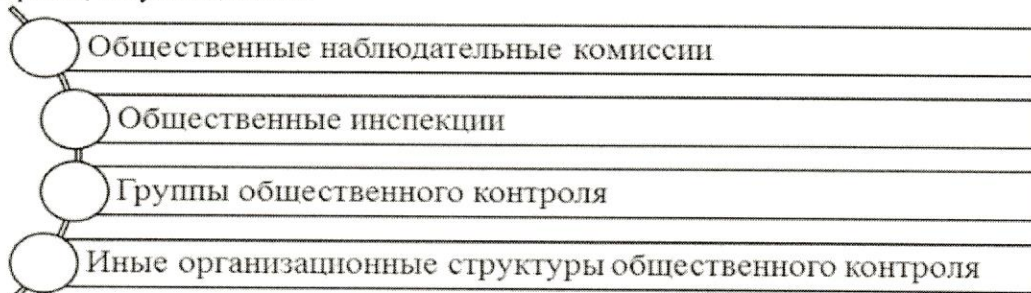 Общественные наблюдательные комиссии
Общественные инспекции
Группы общественного контроля
Иные организационные структуры общественного контроля